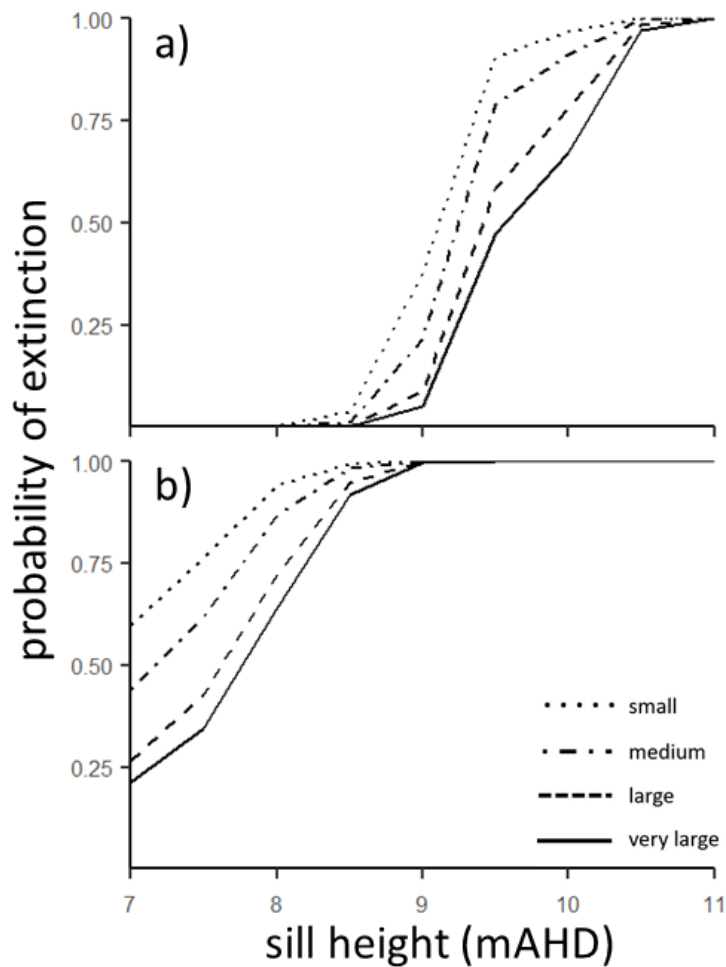 a)
1.00
0.75
0.50
0.25
probability of extinction
b)
1.00
0.75
0.50
0.25
small
medium
large
very large
7 8 9 10 11
sill height (mAHD)